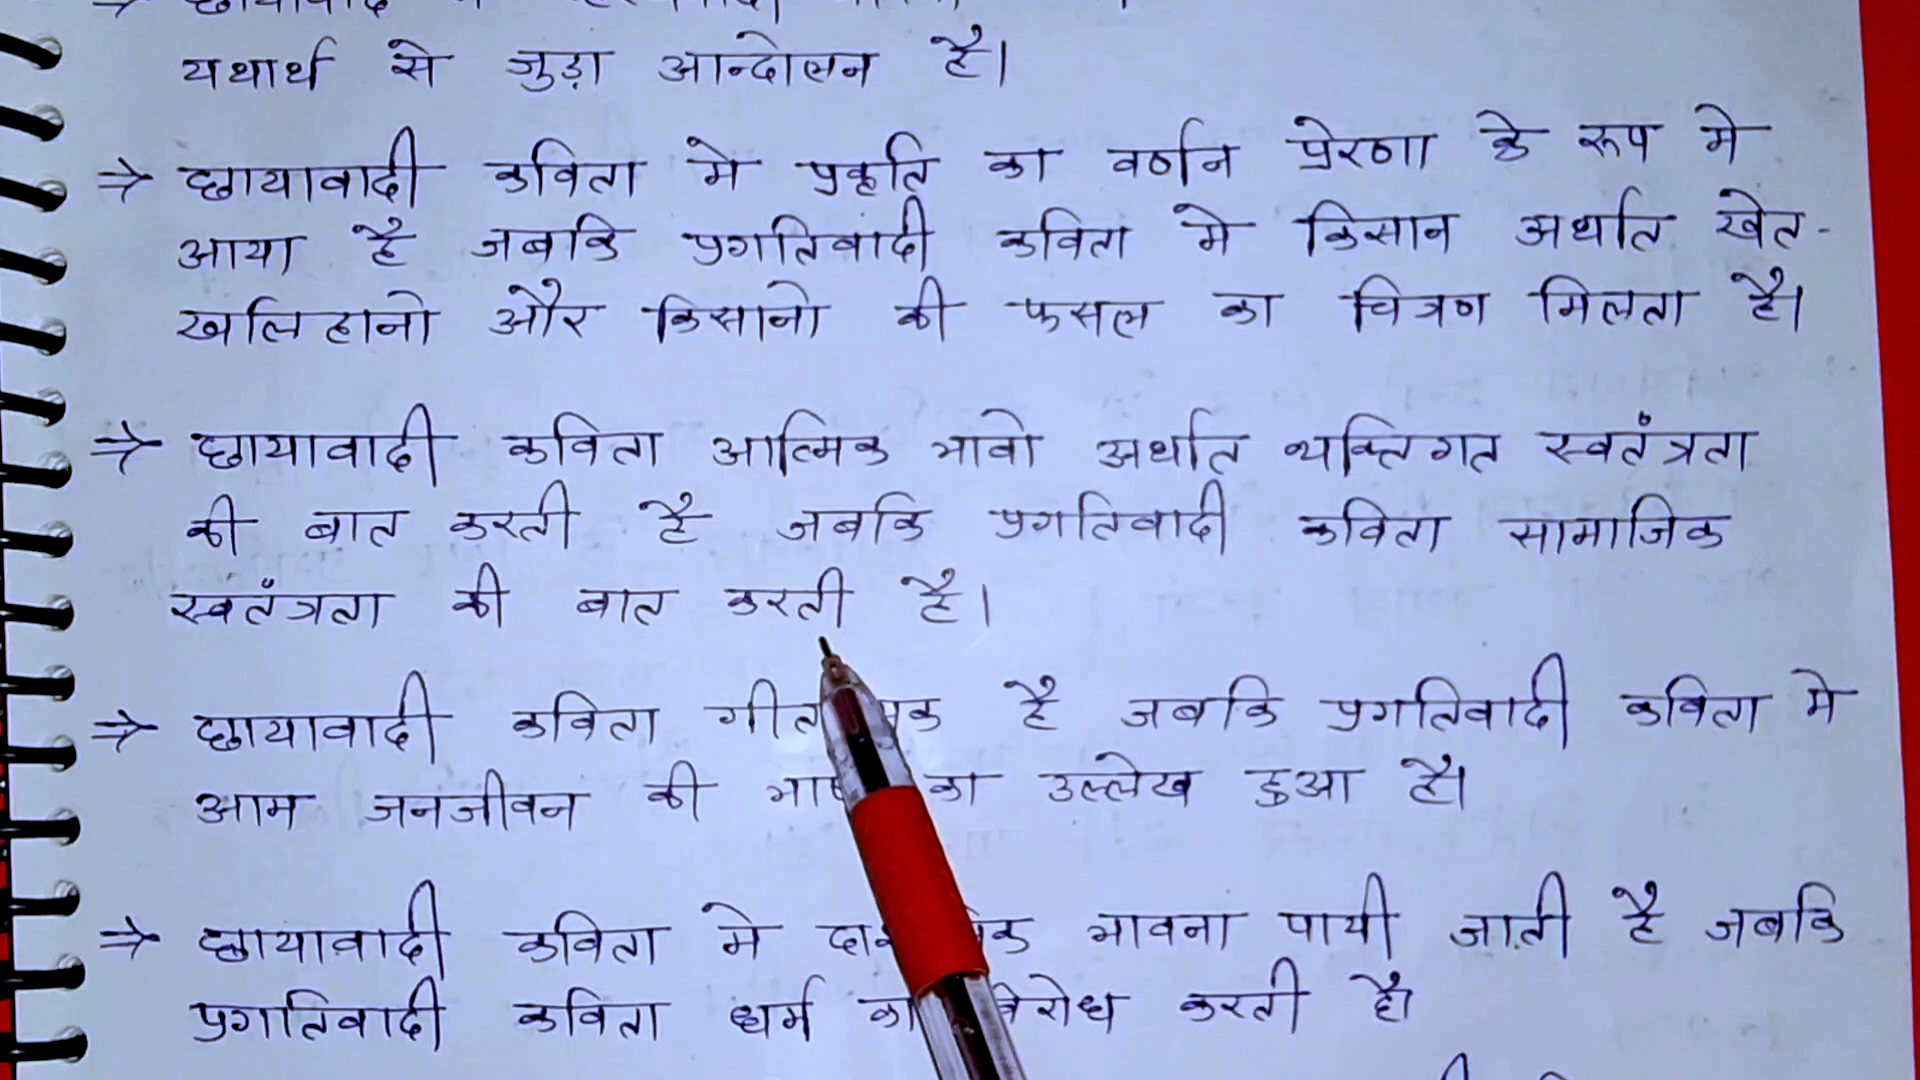 यथार्थ से जुड़ा आन्दोलन है।
⇒ छायावादी कविता मे प्रकृति का वर्णन प्रेरणा के रूप मे
आया है जबकि प्रगतिवादी कविता मे किसान अर्थात खेत-
खलिहानो और किसानो की फसल का चित्रण मिलता है।
⇒ छायावादी कविता आत्मिक भावो अर्थात व्यक्तिगत स्वतंत्रता
की बात करती है जबकि प्रगतिवादी कविता सामाजिक
स्वतंत्रता की बात करती है।
⇒ छायावादी कविता है जबकि प्रगतिवादी कविता मे
आम जनजीवन की का उल्लेख हुआ है।
⇒ छायावादी कविता मे भावना पायी जाती है जबकि
प्रगतिवादी कविता धर्म का करती है।